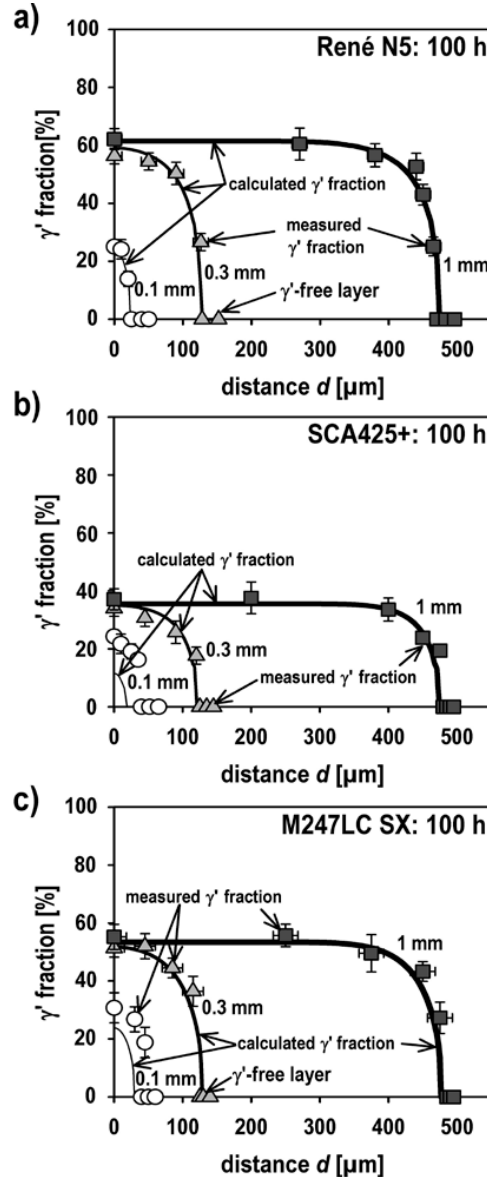 a)
René N5: 100 h
γ' fraction[%]
100
80
60
40
20
0
calculated γ' fraction
measured
γ' fraction
0.3 mm
0.1 mm
1 mm
γ'-free layer
0 100 200 300 400 500
distance d [µm]
b)
SCA425+: 100 h
γ' fraction [%]
100
80
60
40
20
0
calculated γ' fraction
1 mm
0.3 mm
0.1 mm
measured γ' fraction
0 100 200 300 400 500
distance d [µm]
c)
M247LC SX: 100 h
γ' fraction [%]
100
80
60
40
20
0
measured γ' fraction
1 mm
0.3 mm
calculated γ' fraction
0.1 mm
γ'-free layer
0 100 200 300 400 500
distance d [µm]